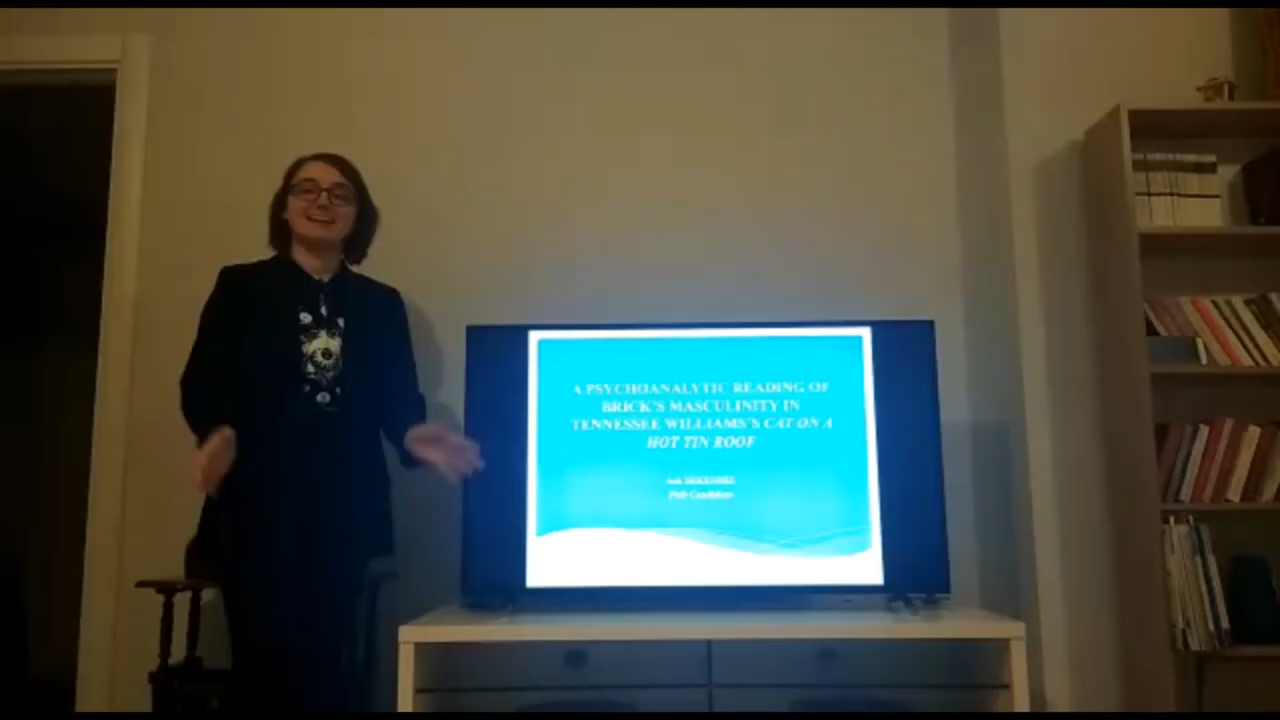 A PSYCHOANALYTIC READING OF
BRICK'S MASCULINITY IN
TENNESSEE WILLIAMS'S CAT ON A
HOT TIN ROOF
PhD Candidate